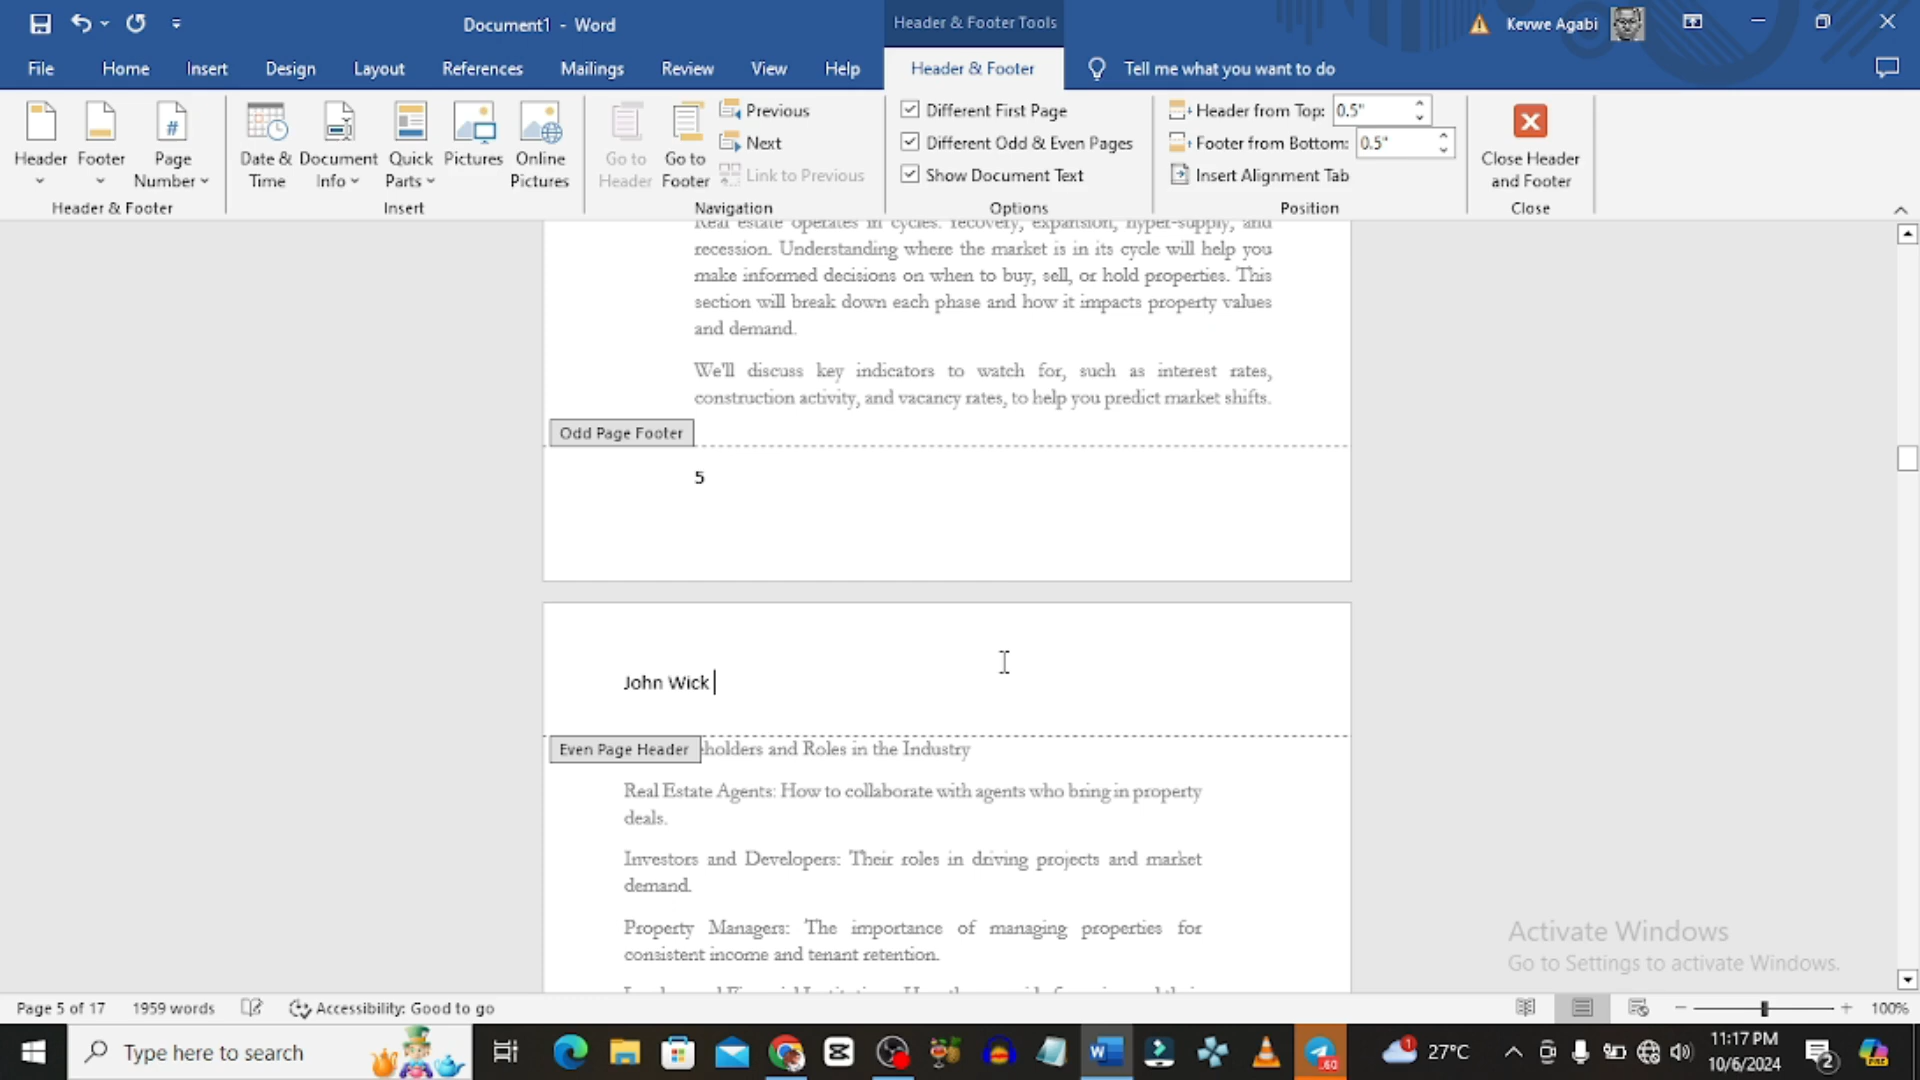 Document1 - Word
Header & Footer Tools
Kevwe Agabi
File Home Insert Design Layout References Mailings Review View Help Header & Footer Tell me what you want to do
Header
Footer
Page Number
Header & Footer
Date & Time
Document Info
Quick Parts
Pictures
Online Pictures
Insert
Go to Header
Go to Footer
Previous
Next
Link to Previous
Navigation
Different First Page
Different Odd & Even Pages
Show Document Text
Options
Header from Top: 0.5"
Footer from Bottom: 0.5"
Insert Alignment Tab
Position
Close Header and Footer
Close
Real estate operates in cycles: recovery, expansion, hyper-supply, and
recession. Understanding where the market is in its cycle will help you
make informed decisions on when to buy, sell, or hold properties. This
section will break down each phase and how it impacts property values
and demand.
We'll discuss key indicators to watch for, such as interest rates,
construction activity, and vacancy rates, to help you predict market shifts.
Odd Page Footer
5
John Wick
Even Page Header
eholders and Roles in the Industry
Real Estate Agents: How to collaborate with agents who bring in property
deals.
Investors and Developers: Their roles in driving projects and market
demand.
Property Managers: The importance of managing properties for
consistent income and tenant retention.
Activate Windows
Go to Settings to activate Windows.
Page 5 of 17 1959 words Accessibility: Good to go 100%
Type here to search
60
1
27°C
11:17 PM
10/6/2024
2